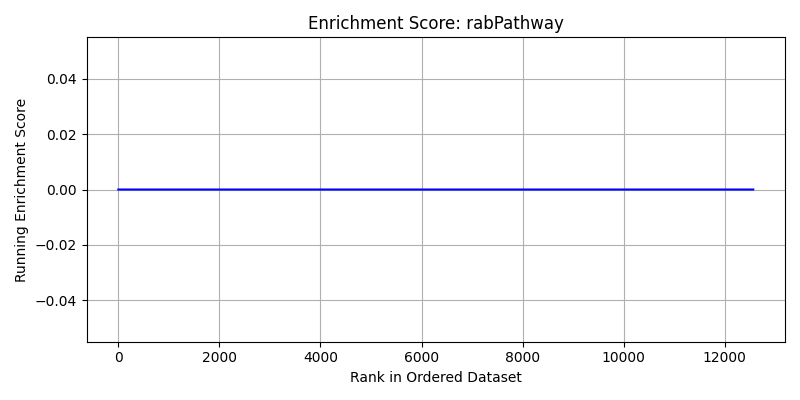 Enrichment Score: rabPathway
Running Enrichment Score
0.04
0.02
0.00
−0.02
−0.04
0 2000 4000 6000 8000 10000 12000
Rank in Ordered Dataset